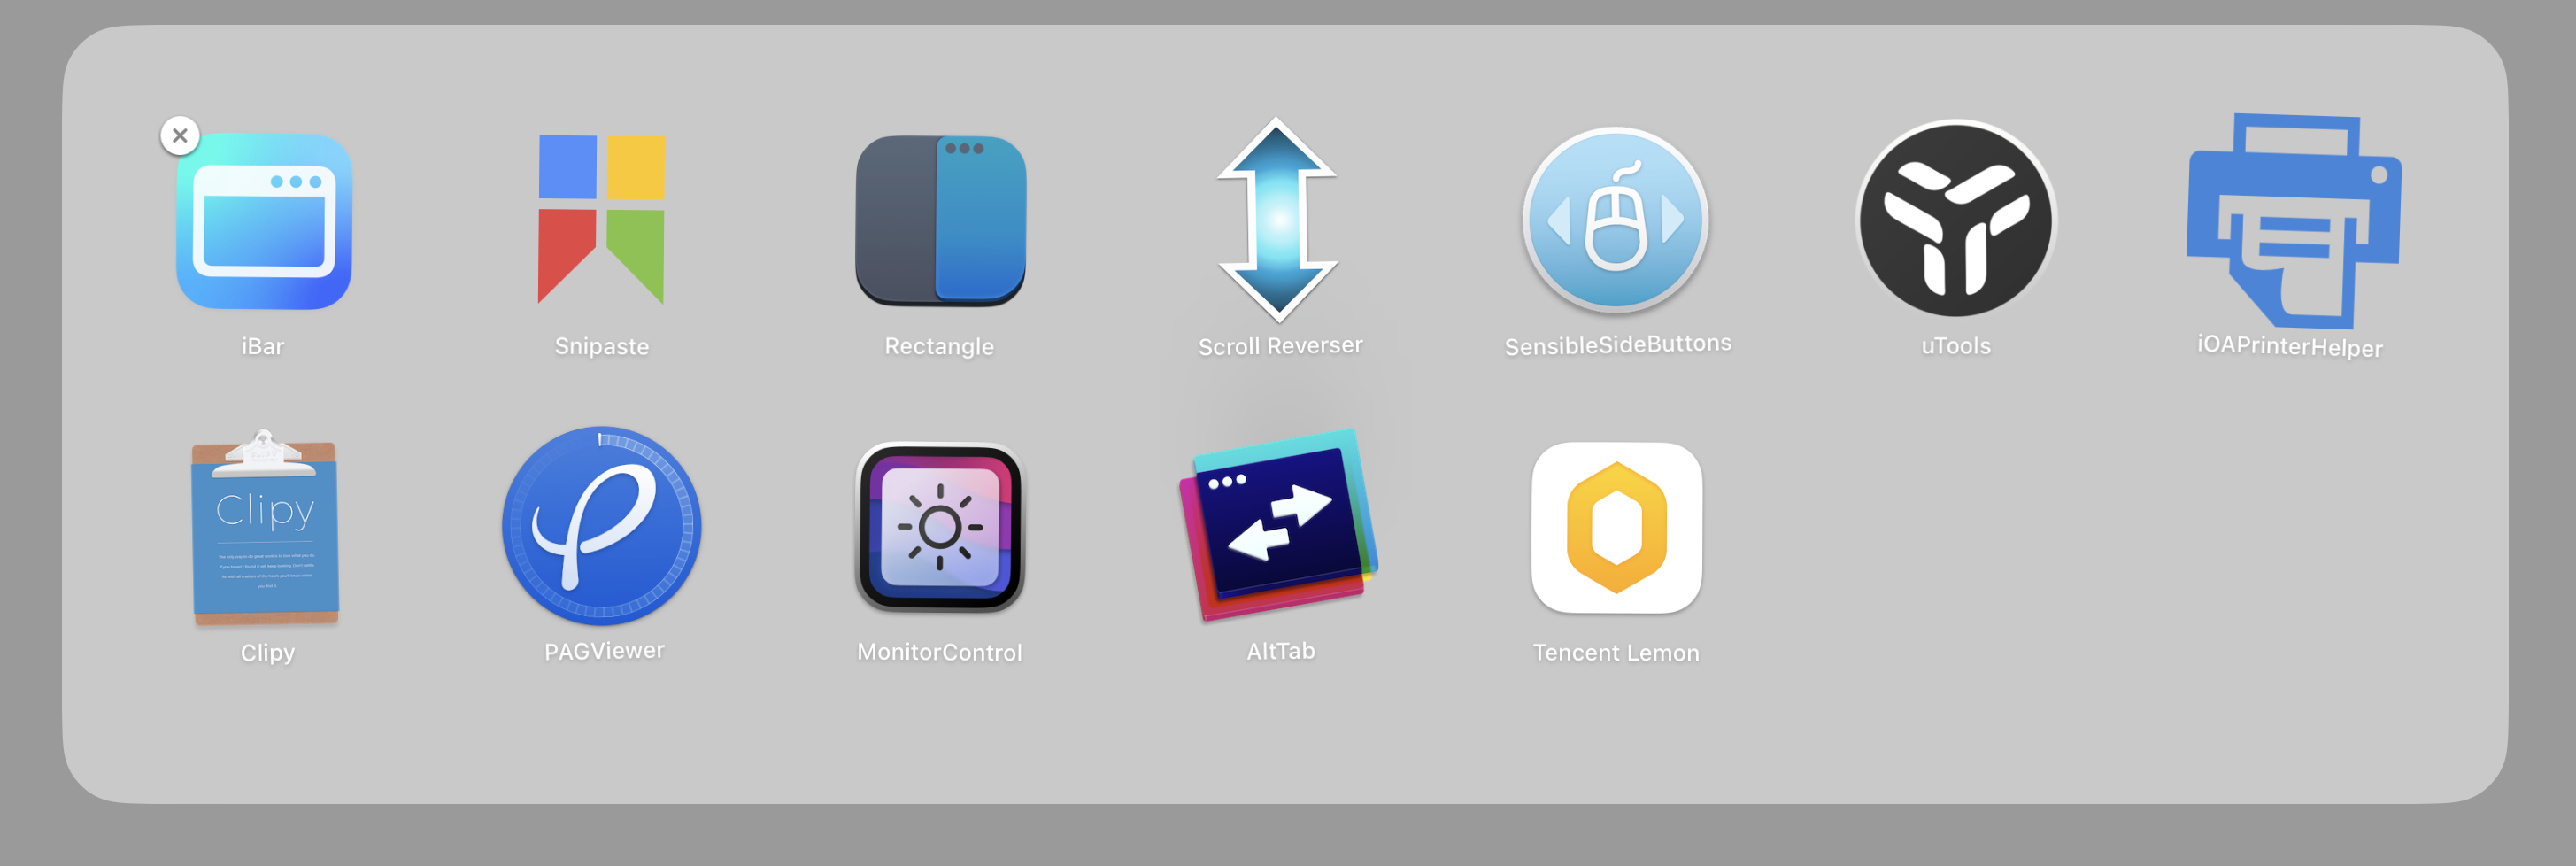 iBar
Snipaste
Rectangle
Scroll Reverser
SensibleSideButtons
uTools
iOAPrinterHelper
Clipy
Clipy
PAGViewer
MonitorControl
AltTab
Tencent Lemon